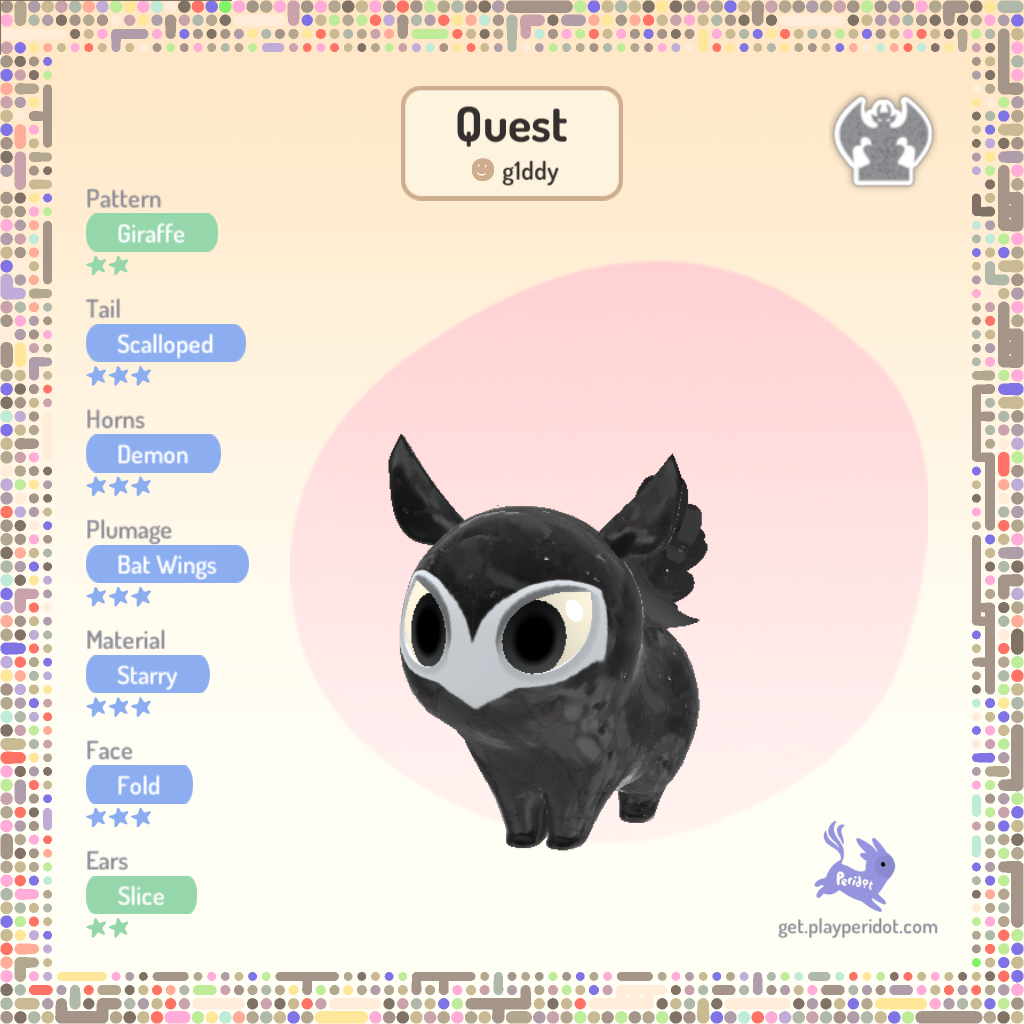 Quest
g1ddy
Pattern
Giraffe
Tail
Scalloped
Horns
Demon
Plumage
Bat Wings
Material
Starry
Face
Fold
Ears
Slice
Peridot
get.playperidot.com